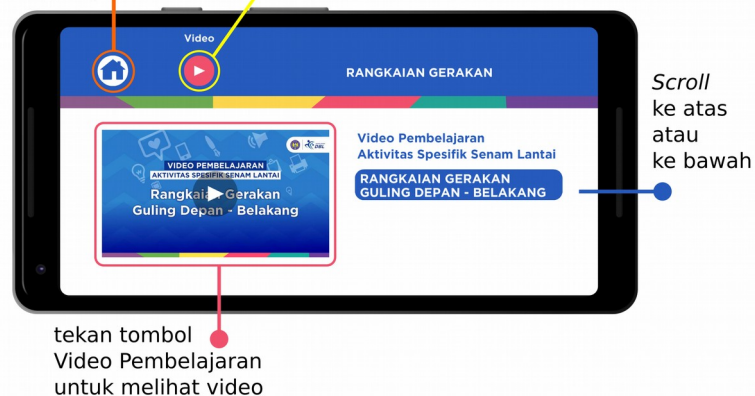 Video
RANGKAIAN GERAKAN
VIDEO PEMBELAJARAN
AKTIVITAS SPESIFIK SENAM LANTAI
Rangkaian Gerakan
Guling Depan - Belakang
Video Pembelajaran
Aktivitas Spesifik Senam Lantai
RANGKAIAN GERAKAN
GULING DEPAN - BELAKANG
Scroll
ke atas
atau
ke bawah
tekan tombol
Video Pembelajaran
untuk melihat video